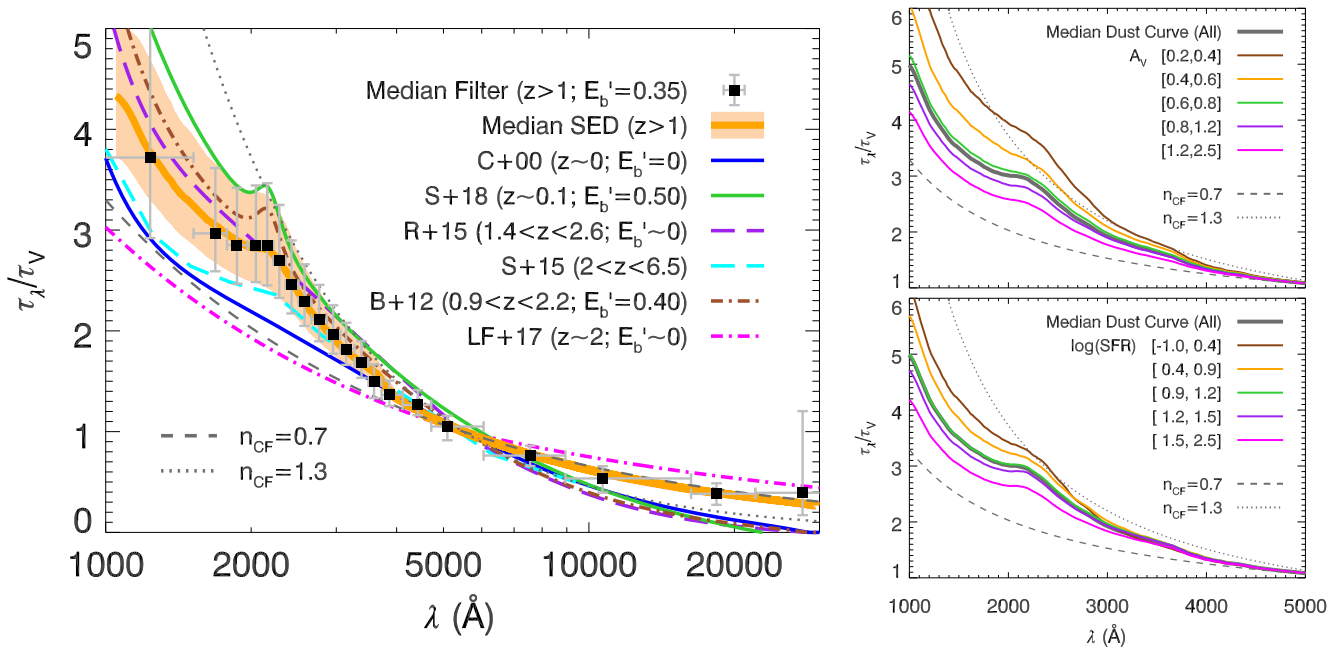 5
4
3
2
1
0
τλ/τV
1000
2000
5000
10000
20000
λ (Å)
Median Filter (z>1; Eb'=0.35)
Median SED (z>1)
C+00 (z~0; Eb'=0)
S+18 (z~0.1; Eb'=0.50)
R+15 (1.4<z<2.6; Eb'~0)
S+15 (2<z<6.5)
B+12 (0.9<z<2.2; Eb'=0.40)
LF+17 (z~2; Eb'~0)
nCF=0.7
nCF=1.3
6
5
4
3
2
1
τλ/τV
Median Dust Curve (All)
AV [0.2,0.4]
[0.4,0.6]
[0.6,0.8]
[0.8,1.2]
[1.2,2.5]
nCF=0.7
nCF=1.3
6
5
4
3
2
1
τλ/τV
Median Dust Curve (All)
log(SFR) [-1.0, 0.4]
[ 0.4, 0.9]
[ 0.9, 1.2]
[ 1.2, 1.5]
[ 1.5, 2.5]
nCF=0.7
nCF=1.3
1000
2000
3000
4000
5000
λ (Å)